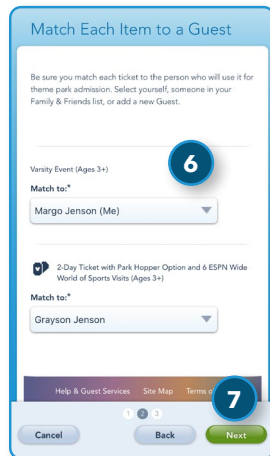 Match Each Item to a Guest
Be sure you match each ticket to the person who will use it for
theme park admission. Select yourself, someone in your
Family & Friends list, or add a new Guest.
6
Varsity Event (Ages 3+)
Match to:*
Margo Jenson (Me)
2-Day Ticket with Park Hopper Option and 6 ESPN Wide
World of Sports Visits (Ages 3+)
Match to:*
Grayson Jenson
Help & Guest Services Site Map Terms
7
1 2 3
Cancel Back Next